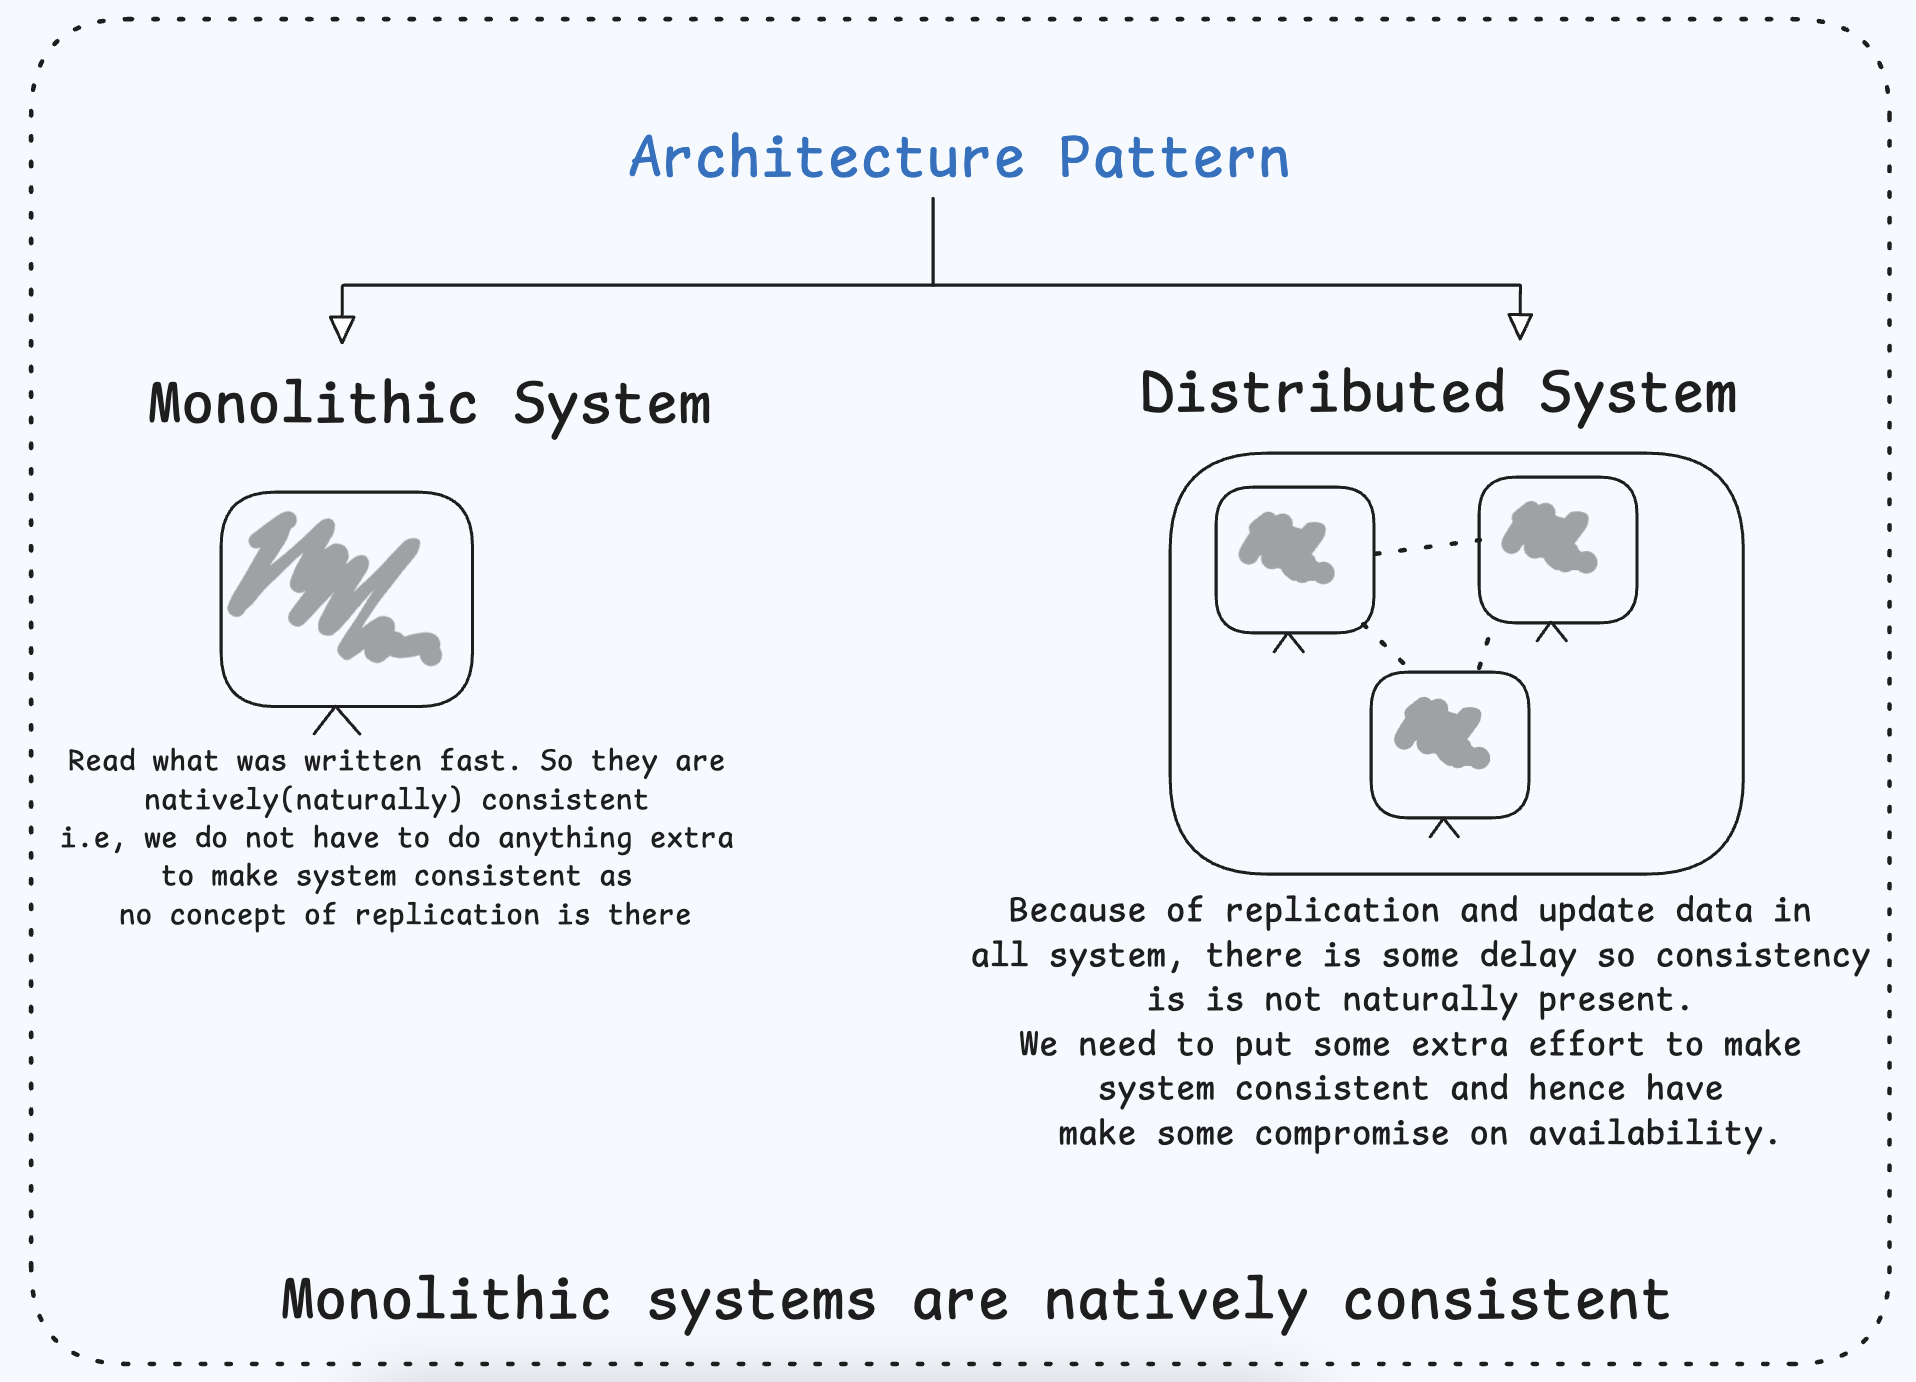 Architecture Pattern
Monolithic System
Read what was written fast. So they are
natively(naturally) consistent
i.e, we do not have to do anything extra
to make system consistent as
no concept of replication is there
Distributed System
Because of replication and update data in
all system, there is some delay so consistency
is is not naturally present.
We need to put some extra effort to make
system consistent and hence have
make some compromise on availability.
Monolithic systems are natively consistent